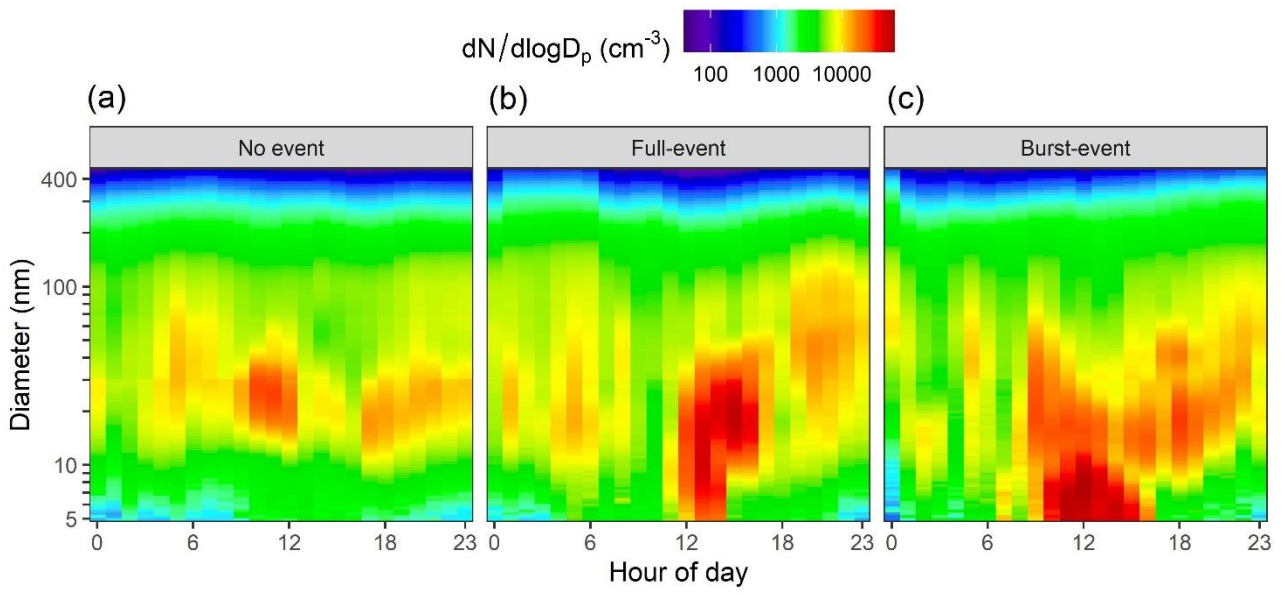 dN/dlogDp (cm-3)
100 1000 10000
(a) (b) (c)
No event Full-event Burst-event
400
100
10
5
Diameter (nm)
0 6 12 18 23 0 6 12 18 23 0 6 12 18 23
Hour of day